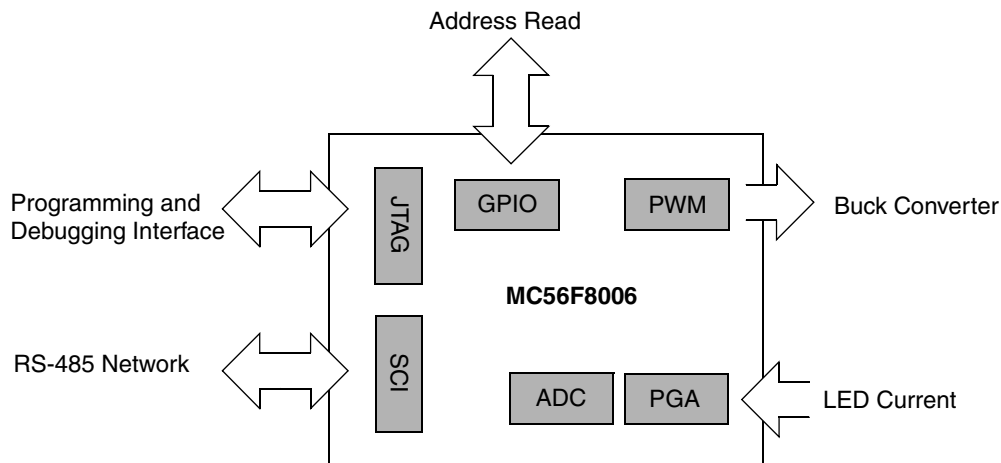 Address Read
Programming and
Debugging Interface
JTAG
GPIO
PWM
Buck Converter
MC56F8006
RS-485 Network
SCI
ADC
PGA
LED Current